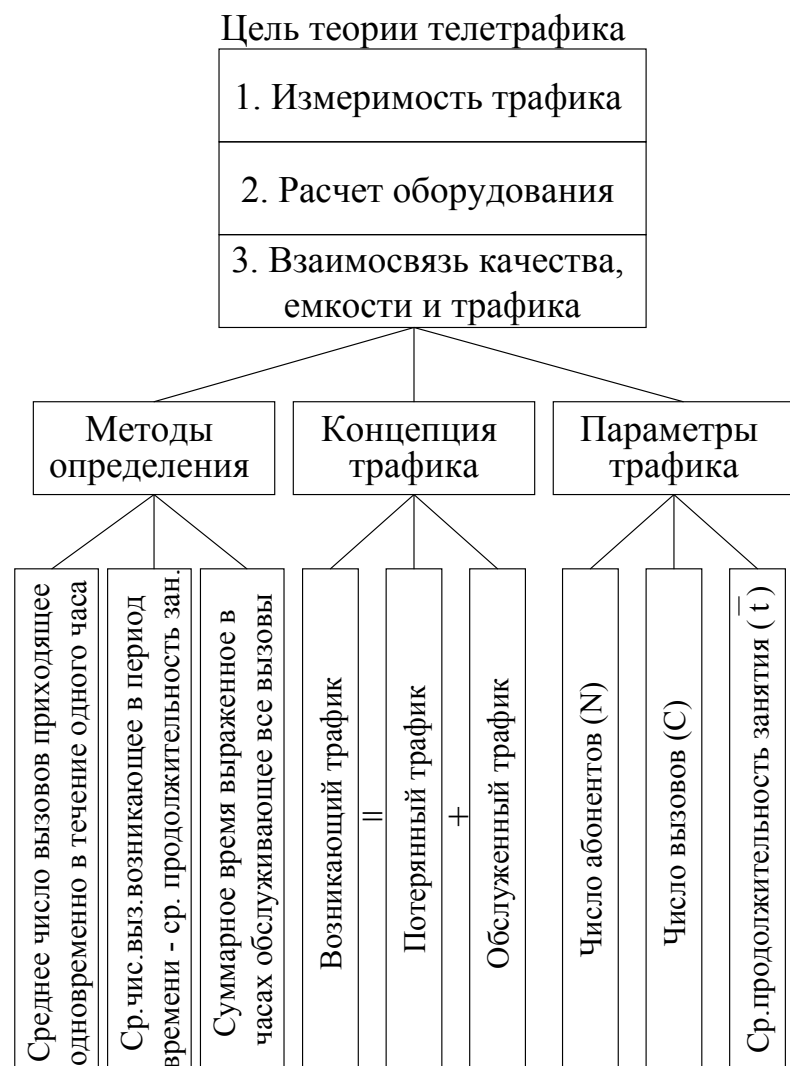 Цель теории телетрафика
1. Измеримость трафика
2. Расчет оборудования
3. Взаимосвязь качества,
емкости и трафика
Методы
определения
Концепция
трафика
Параметры
трафика
Среднее число вызовов приходящее
одновременно в течение одного часа
Ср.чис.выз.возникающее в период
времени - ср. продолжительность зан.
Суммарное время выраженное в
часах обслуживающее все вызовы
Возникающий трафик
=
Потерянный трафик
+
Обслуженный трафик
Число абонентов (N)
Число вызовов (C)
Ср.продолжительность занятия ( t̅ )